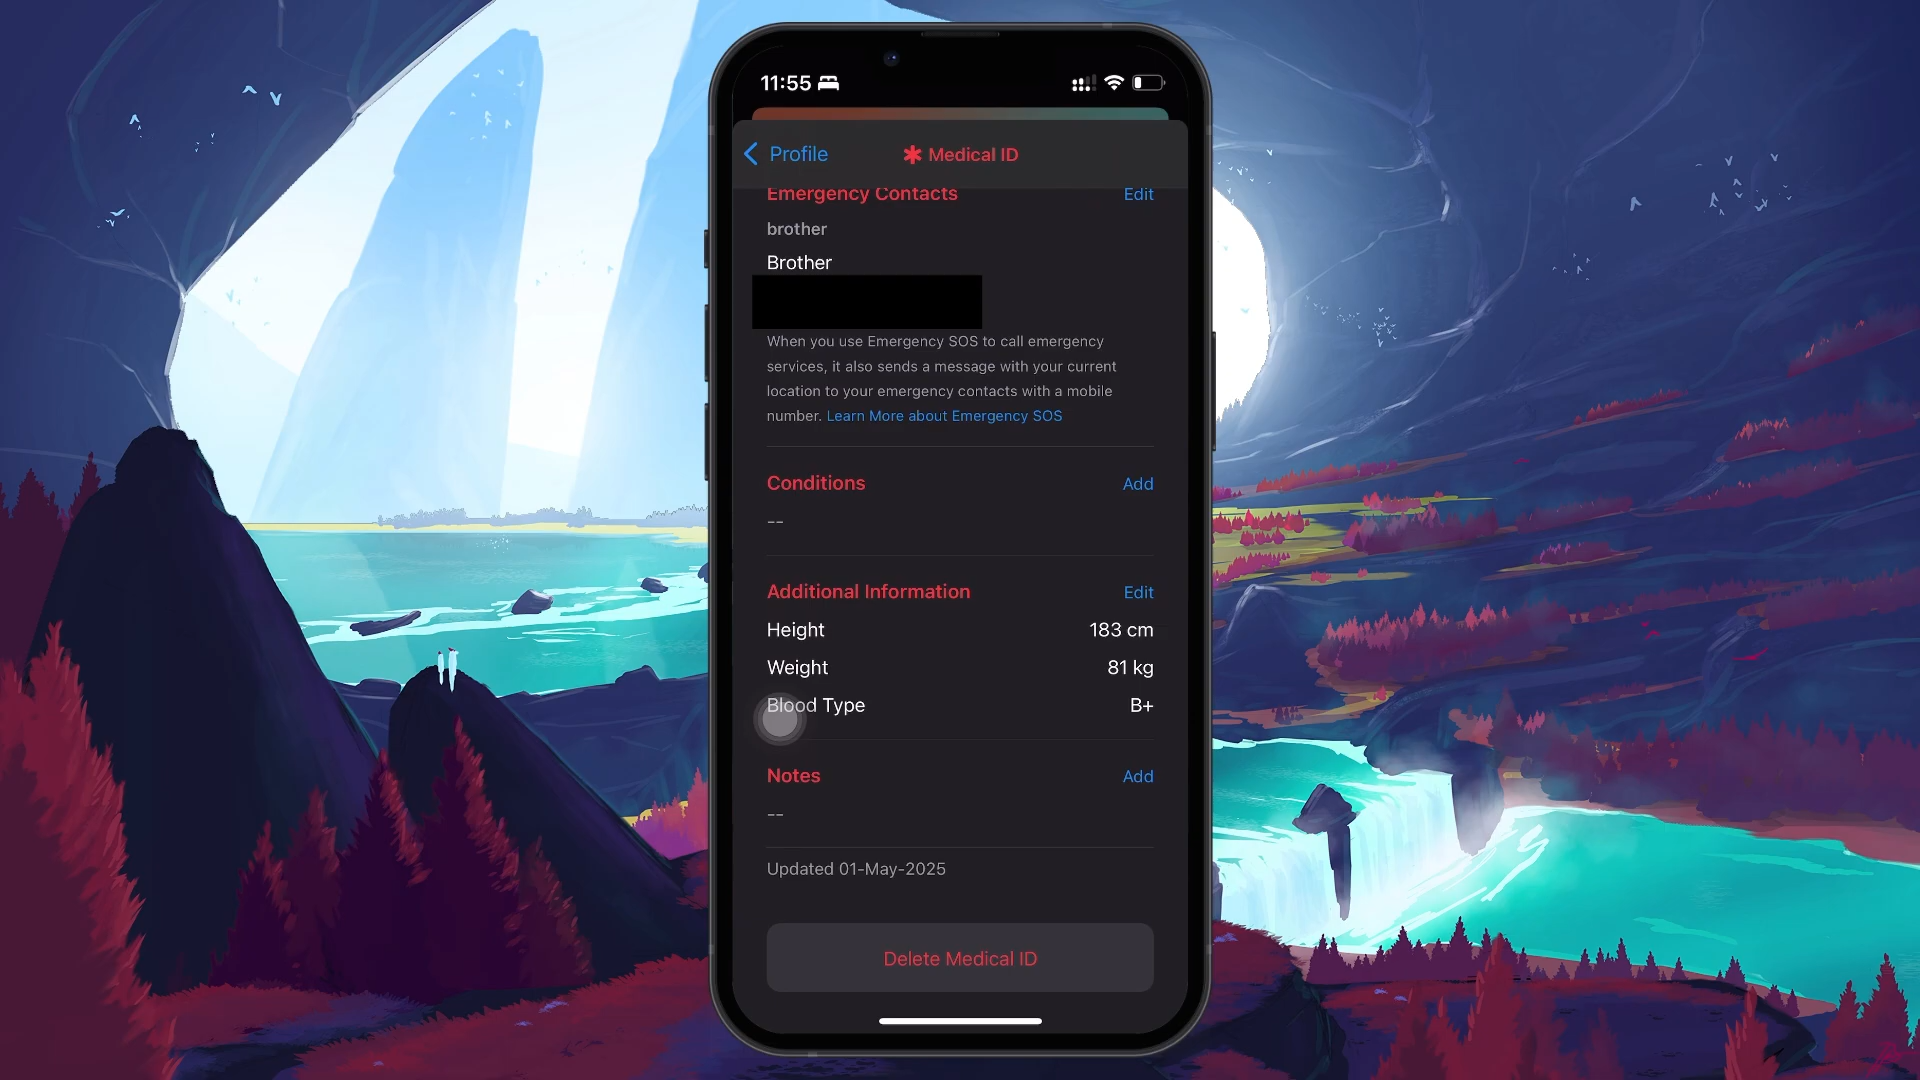 11:55
Profile
Medical ID
Emergency Contacts
Edit
brother
Brother
When you use Emergency SOS to call emergency
services, it also sends a message with your current
location to your emergency contacts with a mobile
number. Learn More about Emergency SOS
Conditions
Add
--
Additional Information
Edit
Height
183 cm
Weight
81 kg
Blood Type
B+
Notes
Add
--
Updated 01-May-2025
Delete Medical ID